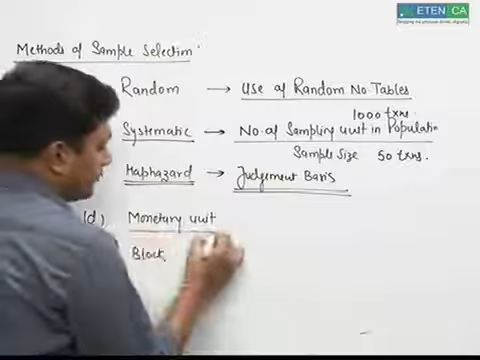 ETEN CA
Methods of Sample Selection
Random → Use of Random No. Tables
1000 txns
Systematic → No. of Sampling unit in Populatin
Sample Size 50 txns.
Haphazard → Judgement Basis
(d) Monetary unit
Block